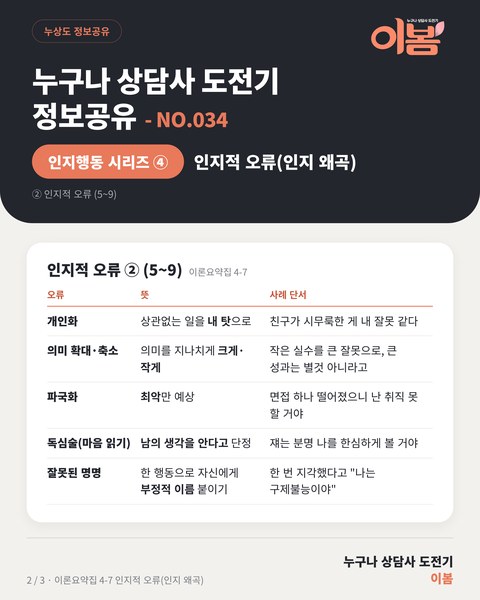 누상도 정보공유
누구나 상담사 도전기
이봄
누구나 상담사 도전기
정보공유 - NO.034
인지행동 시리즈 ④ 인지적 오류(인지 왜곡)
② 인지적 오류 (5~9)
인지적 오류 ② (5~9) 이론요약집 4-7
오류 뜻 사례 단서
개인화 상관없는 일을 내 탓으로 친구가 시무룩한 게 내 잘못 같다
의미 확대·축소 의미를 지나치게 크게· 작은 실수를 큰 잘못으로, 큰
작게 성과는 별것 아니라고
파국화 최악만 예상 면접 하나 떨어졌으니 난 취직 못
할 거야
독심술(마음 읽기) 남의 생각을 안다고 단정 쟤는 분명 나를 한심하게 볼 거야
잘못된 명명 한 행동으로 자신에게 한 번 지각했다고 "나는
부정적 이름 붙이기 구제불능이야"
누구나 상담사 도전기
2 / 3 · 이론요약집 4-7 인지적 오류(인지 왜곡) 이봄